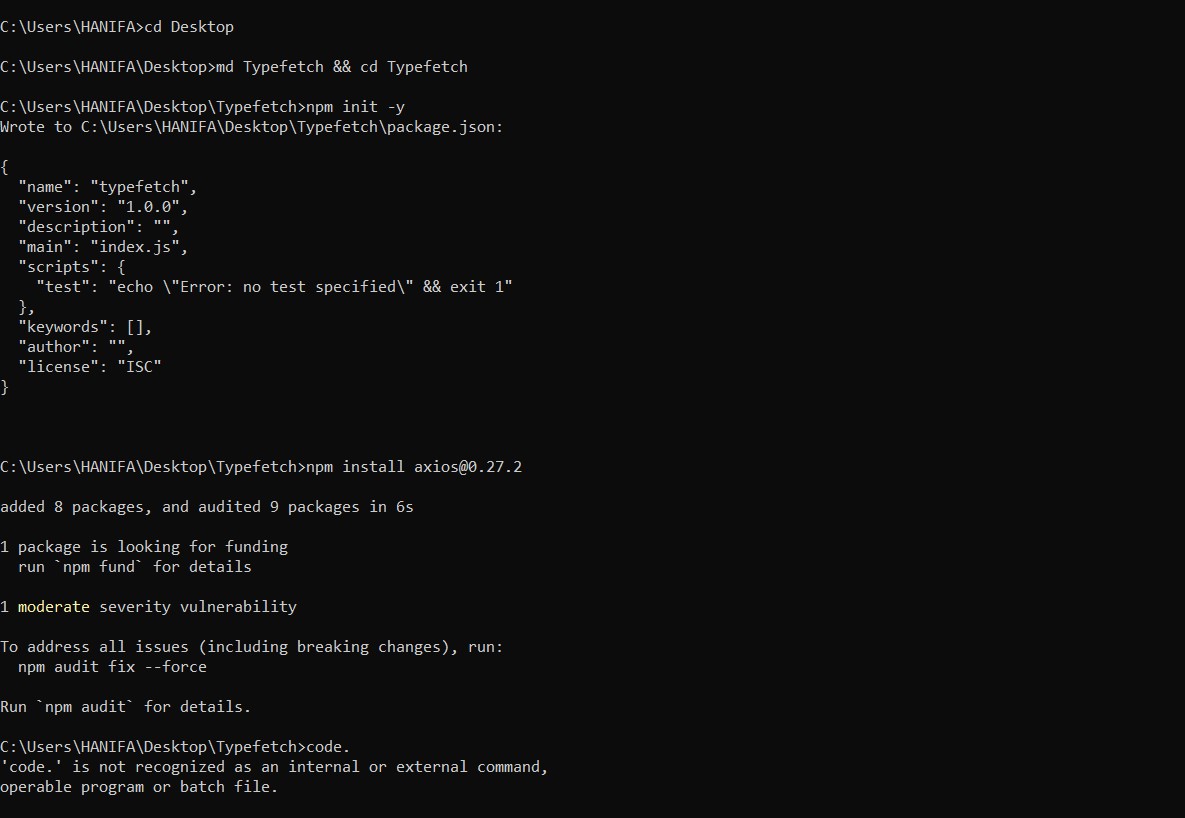 C:\Users\HANIFA>cd Desktop
C:\Users\HANIFA\Desktop>md Typefetch && cd Typefetch
C:\Users\HANIFA\Desktop\Typefetch>npm init -y
Wrote to C:\Users\HANIFA\Desktop\Typefetch\package.json:
{
  "name": "typefetch",
  "version": "1.0.0",
  "description": "",
  "main": "index.js",
  "scripts": {
    "test": "echo \"Error: no test specified\" && exit 1"
  },
  "keywords": [],
  "author": "",
  "license": "ISC"
}
C:\Users\HANIFA\Desktop\Typefetch>npm install axios@0.27.2
added 8 packages, and audited 9 packages in 6s
1 package is looking for funding
  run `npm fund` for details
1 moderate severity vulnerability
To address all issues (including breaking changes), run:
  npm audit fix --force
Run `npm audit` for details.
C:\Users\HANIFA\Desktop\Typefetch>code.
'code.' is not recognized as an internal or external command,
operable program or batch file.